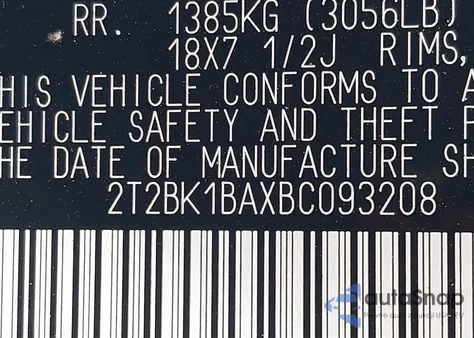 RR. 1385KG (3056LB)
18X7 1/2J RIMS,
HIS VEHICLE CONFORMS TO A
EHICLE SAFETY AND THEFT P
HE DATE OF MANUFACTURE SH
2T2BK1BAXBC093208
autaSnap